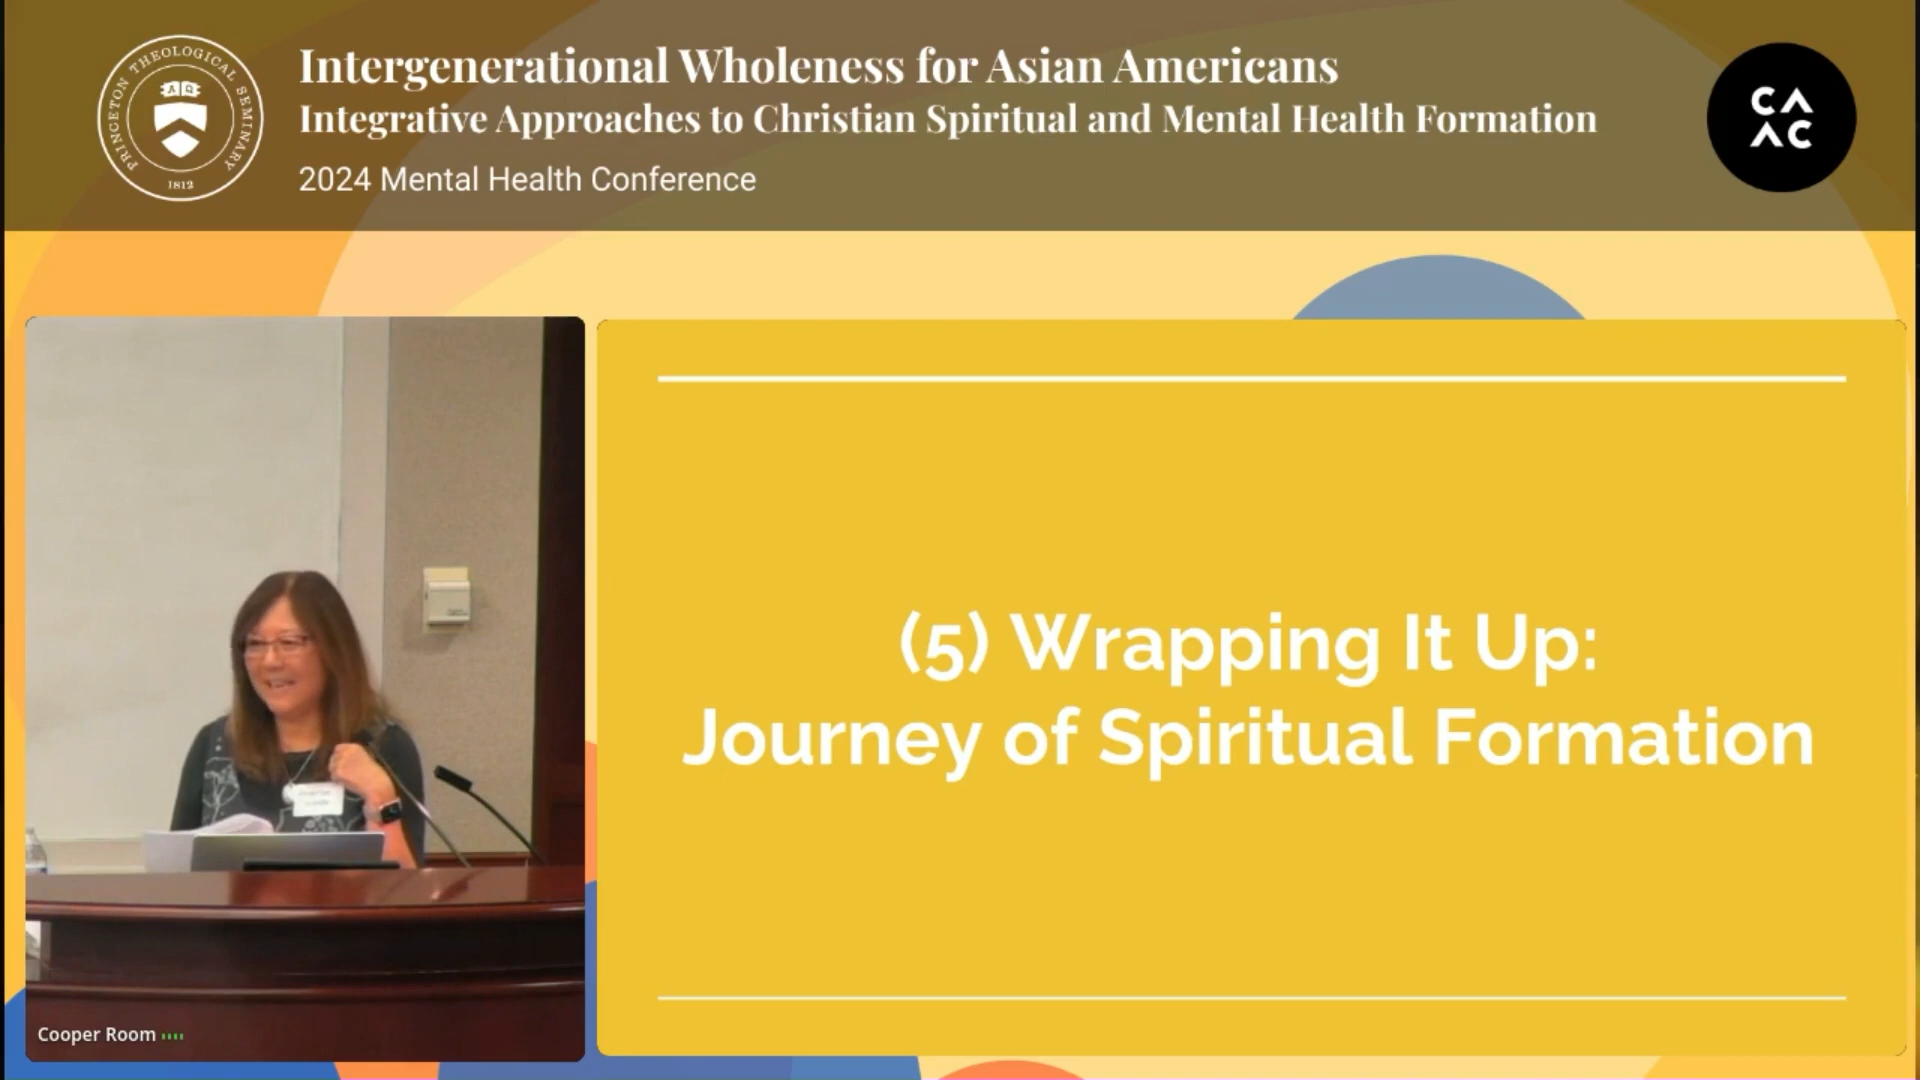 PRINCETON THEOLOGICAL SEMINARY
1812
Intergenerational Wholeness for Asian Americans
Integrative Approaches to Christian Spiritual and Mental Health Formation
2024 Mental Health Conference
CA
AC
(5) Wrapping It Up:
Journey of Spiritual Formation
Cooper Room